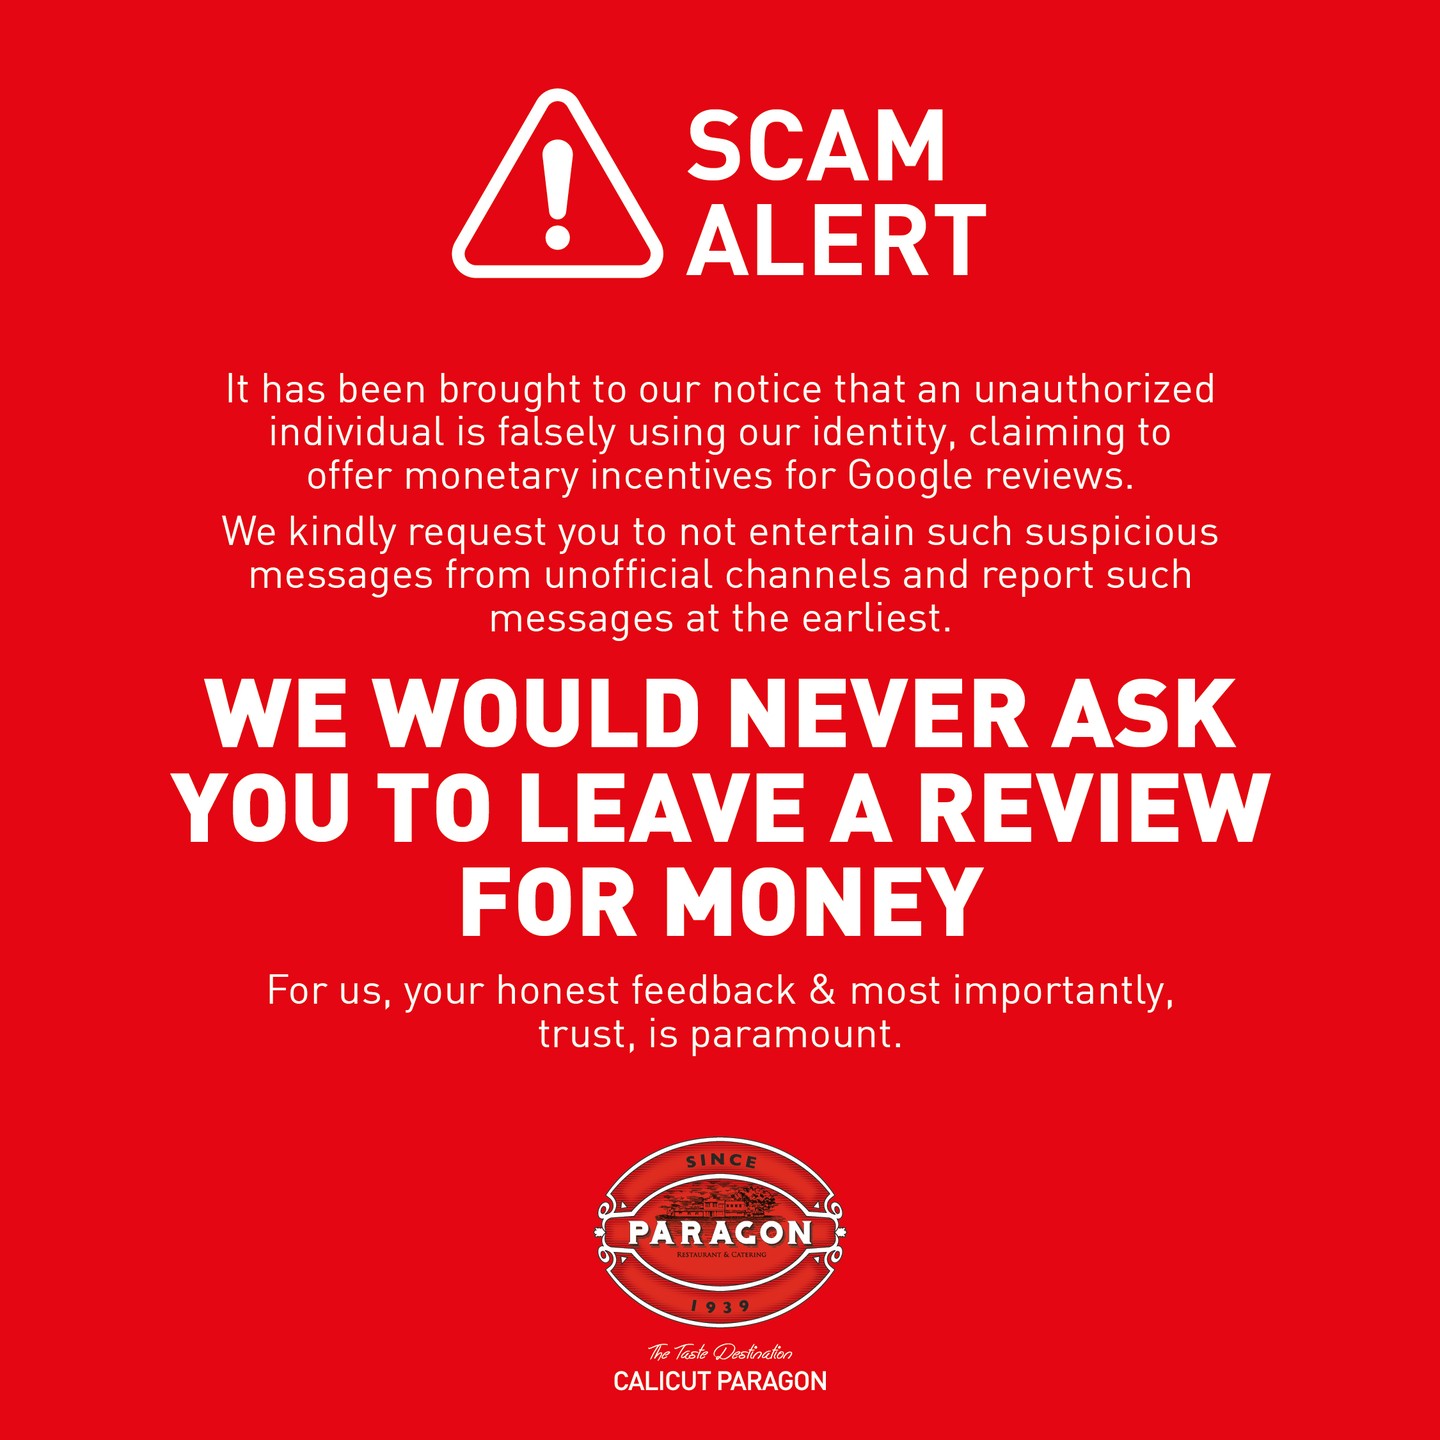 SCAM
ALERT
It has been brought to our notice that an unauthorized
individual is falsely using our identity, claiming to
offer monetary incentives for Google reviews.
We kindly request you to not entertain such suspicious
messages from unofficial channels and report such
messages at the earliest.
WE WOULD NEVER ASK
YOU TO LEAVE A REVIEW
FOR MONEY
For us, your honest feedback & most importantly,
trust, is paramount.
SINCE
PARAGON
RESTAURANT & CATERING
1939
The Taste Destination
CALICUT PARAGON